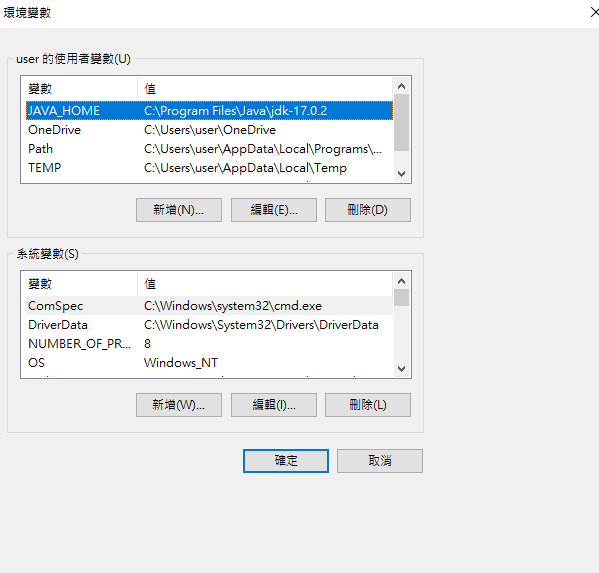 環境變數
user 的使用者變數(U)
變數 值
JAVA_HOME C:\Program Files\Java\jdk-17.0.2
OneDrive C:\Users\user\OneDrive
Path C:\Users\user\AppData\Local\Programs\...
TEMP C:\Users\user\AppData\Local\Temp
新增(N)... 編輯(E)... 刪除(D)
系統變數(S)
變數 值
ComSpec C:\Windows\system32\cmd.exe
DriverData C:\Windows\System32\Drivers\DriverData
NUMBER_OF_PR... 8
OS Windows_NT
新增(W)... 編輯(I)... 刪除(L)
確定 取消